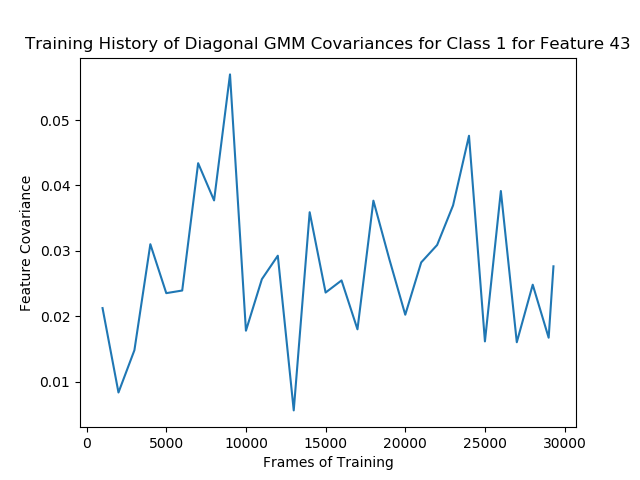 Training History of Diagonal GMM Covariances for Class 1 for Feature 43
Feature Covariance
0.05
0.04
0.03
0.02
0.01
0 5000 10000 15000 20000 25000 30000
Frames of Training